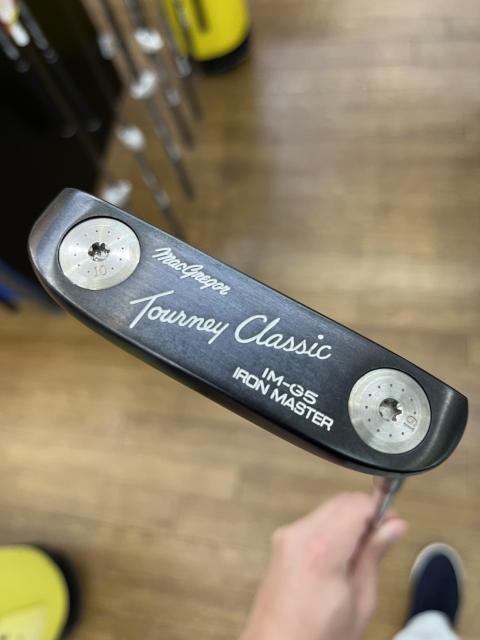 MacGregor
Tourney Classic
IM-G5
IRON MASTER
10
19